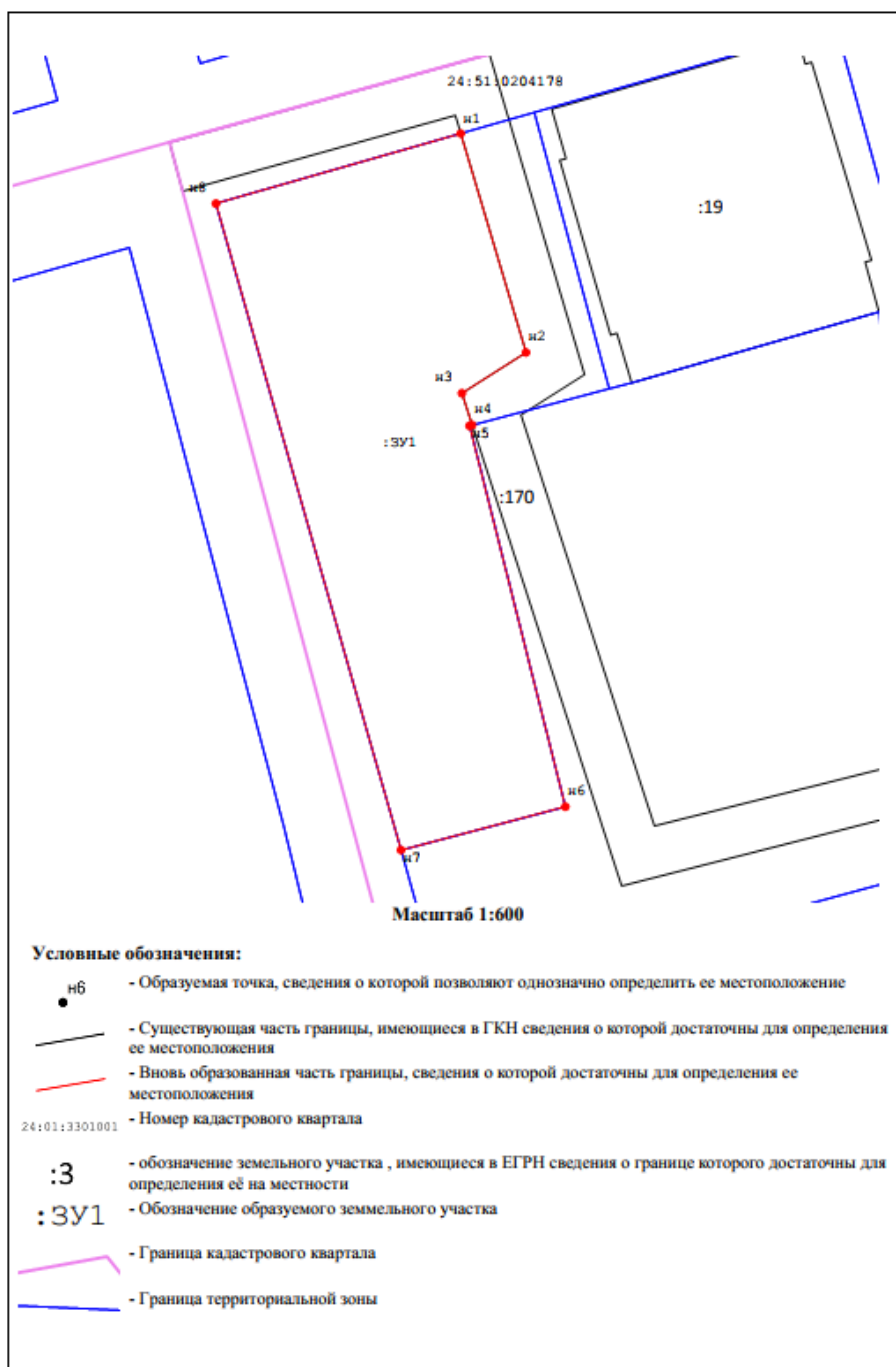 24:51:0204178
н1
н8
:19
н2
н3
н4
н5
:ЗУ1
:170
н6
н7
Масштаб 1:600
Условные обозначения:
н6
- Образуемая точка, сведения о которой позволяют однозначно определить ее местоположение
- Существующая часть границы, имеющиеся в ГКН сведения о которой достаточны для определения
ее местоположения
- Вновь образованная часть границы, сведения о которой достаточны для определения ее
местоположения
24:01:3301001
- Номер кадастрового квартала
:3
- обозначение земельного участка , имеющиеся в ЕГРН сведения о границе которого достаточны для
определения её на местности
:ЗУ1
- Обозначение образуемого земмельного участка
- Граница кадастрового квартала
- Граница территориальной зоны